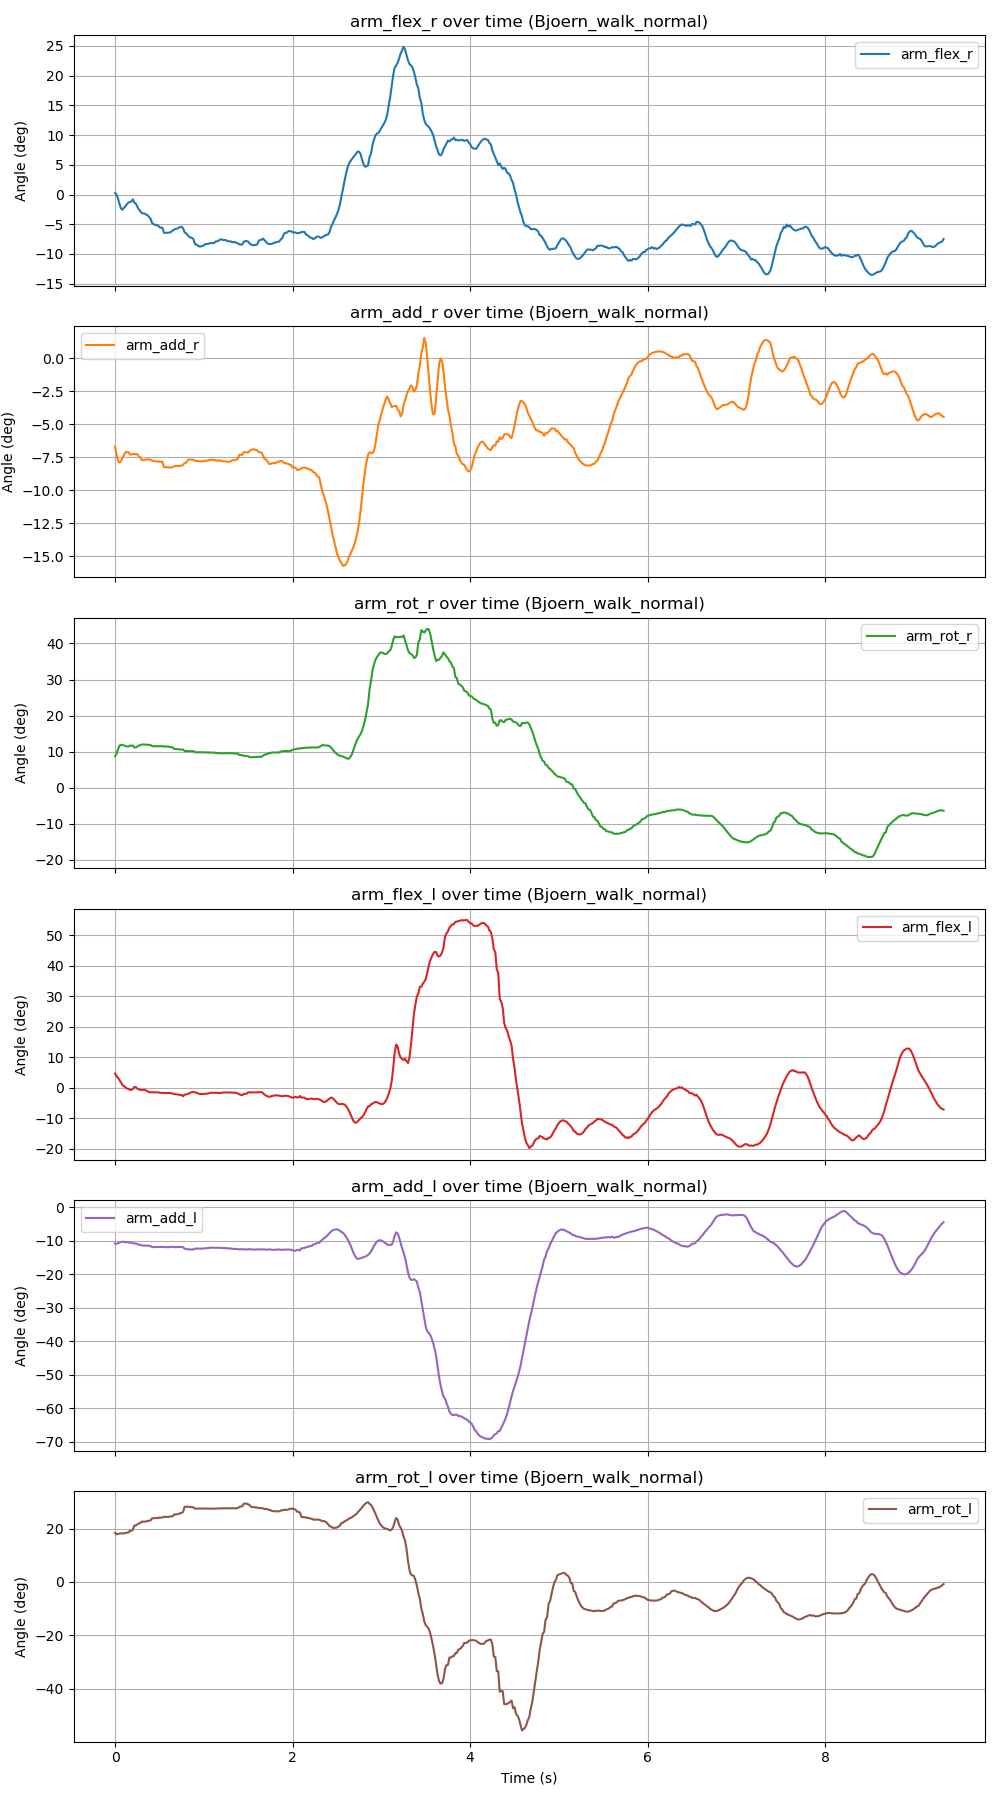 arm_flex_r over time (Bjoern_walk_normal)
25
20
15
10
5
0
−5
−10
−15
Angle (deg)
arm_flex_r
arm_add_r over time (Bjoern_walk_normal)
0.0
−2.5
−5.0
−7.5
−10.0
−12.5
−15.0
Angle (deg)
arm_add_r
arm_rot_r over time (Bjoern_walk_normal)
40
30
20
10
0
−10
−20
Angle (deg)
arm_rot_r
arm_flex_l over time (Bjoern_walk_normal)
50
40
30
20
10
0
−10
−20
Angle (deg)
arm_flex_l
arm_add_l over time (Bjoern_walk_normal)
0
−10
−20
−30
−40
−50
−60
−70
Angle (deg)
arm_add_l
arm_rot_l over time (Bjoern_walk_normal)
20
0
−20
−40
Angle (deg)
arm_rot_l
0 2 4 6 8
Time (s)